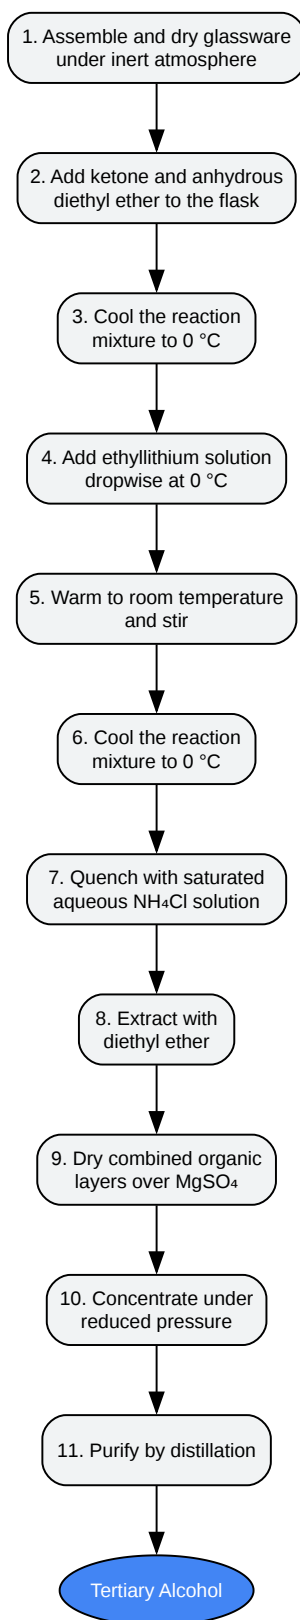 1. Assemble and dry glassware
under inert atmosphere
2. Add ketone and anhydrous
diethyl ether to the flask
3. Cool the reaction
mixture to 0 °C
4. Add ethyllithium solution
dropwise at 0 °C
5. Warm to room temperature
and stir
6. Cool the reaction
mixture to 0 °C
7. Quench with saturated
aqueous NH₄Cl solution
8. Extract with
diethyl ether
9. Dry combined organic
layers over MgSO₄
10. Concentrate under
reduced pressure
11. Purify by distillation
Tertiary Alcohol